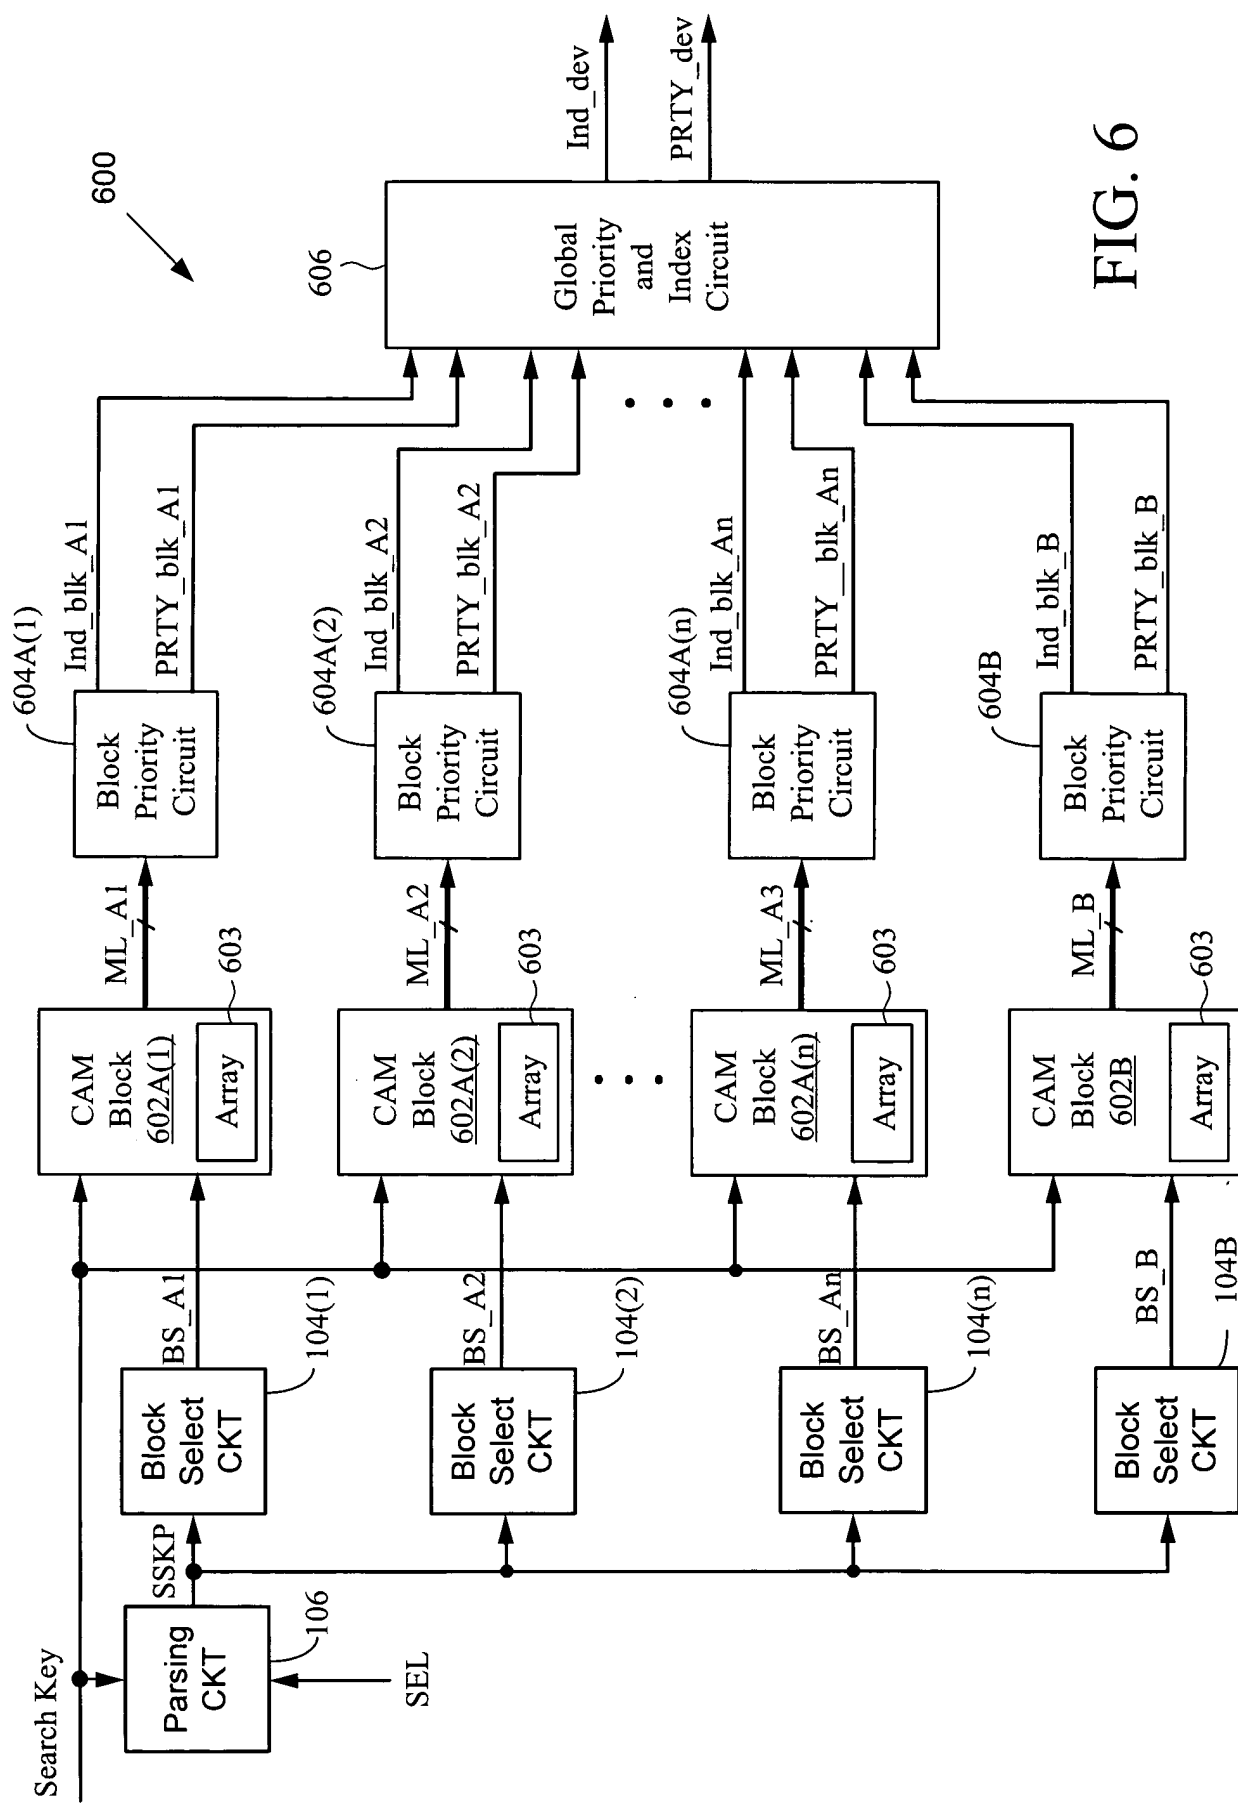 600
Search Key
Parsing
CKT
106
SEL
SSKP
Block
Select
CKT
104(1)
BS_A1
CAM
Block
602A(1)
Array
603
ML_A1
Block
Priority
Circuit
604A(1)
Ind_blk_A1
PRTY_blk_A1
Block
Select
CKT
104(2)
BS_A2
CAM
Block
602A(2)
Array
603
ML_A2
Block
Priority
Circuit
604A(2)
Ind_blk_A2
PRTY_blk_A2
Block
Select
CKT
104(n)
BS_An
CAM
Block
602A(n)
Array
603
ML_A3
Block
Priority
Circuit
604A(n)
Ind_blk_An
PRTY__blk_An
Block
Select
CKT
104B
BS_B
CAM
Block
602B
Array
603
ML_B
Block
Priority
Circuit
604B
Ind_blk_B
PRTY_blk_B
606
Global
Priority
and
Index
Circuit
Ind_dev
PRTY_dev
FIG. 6